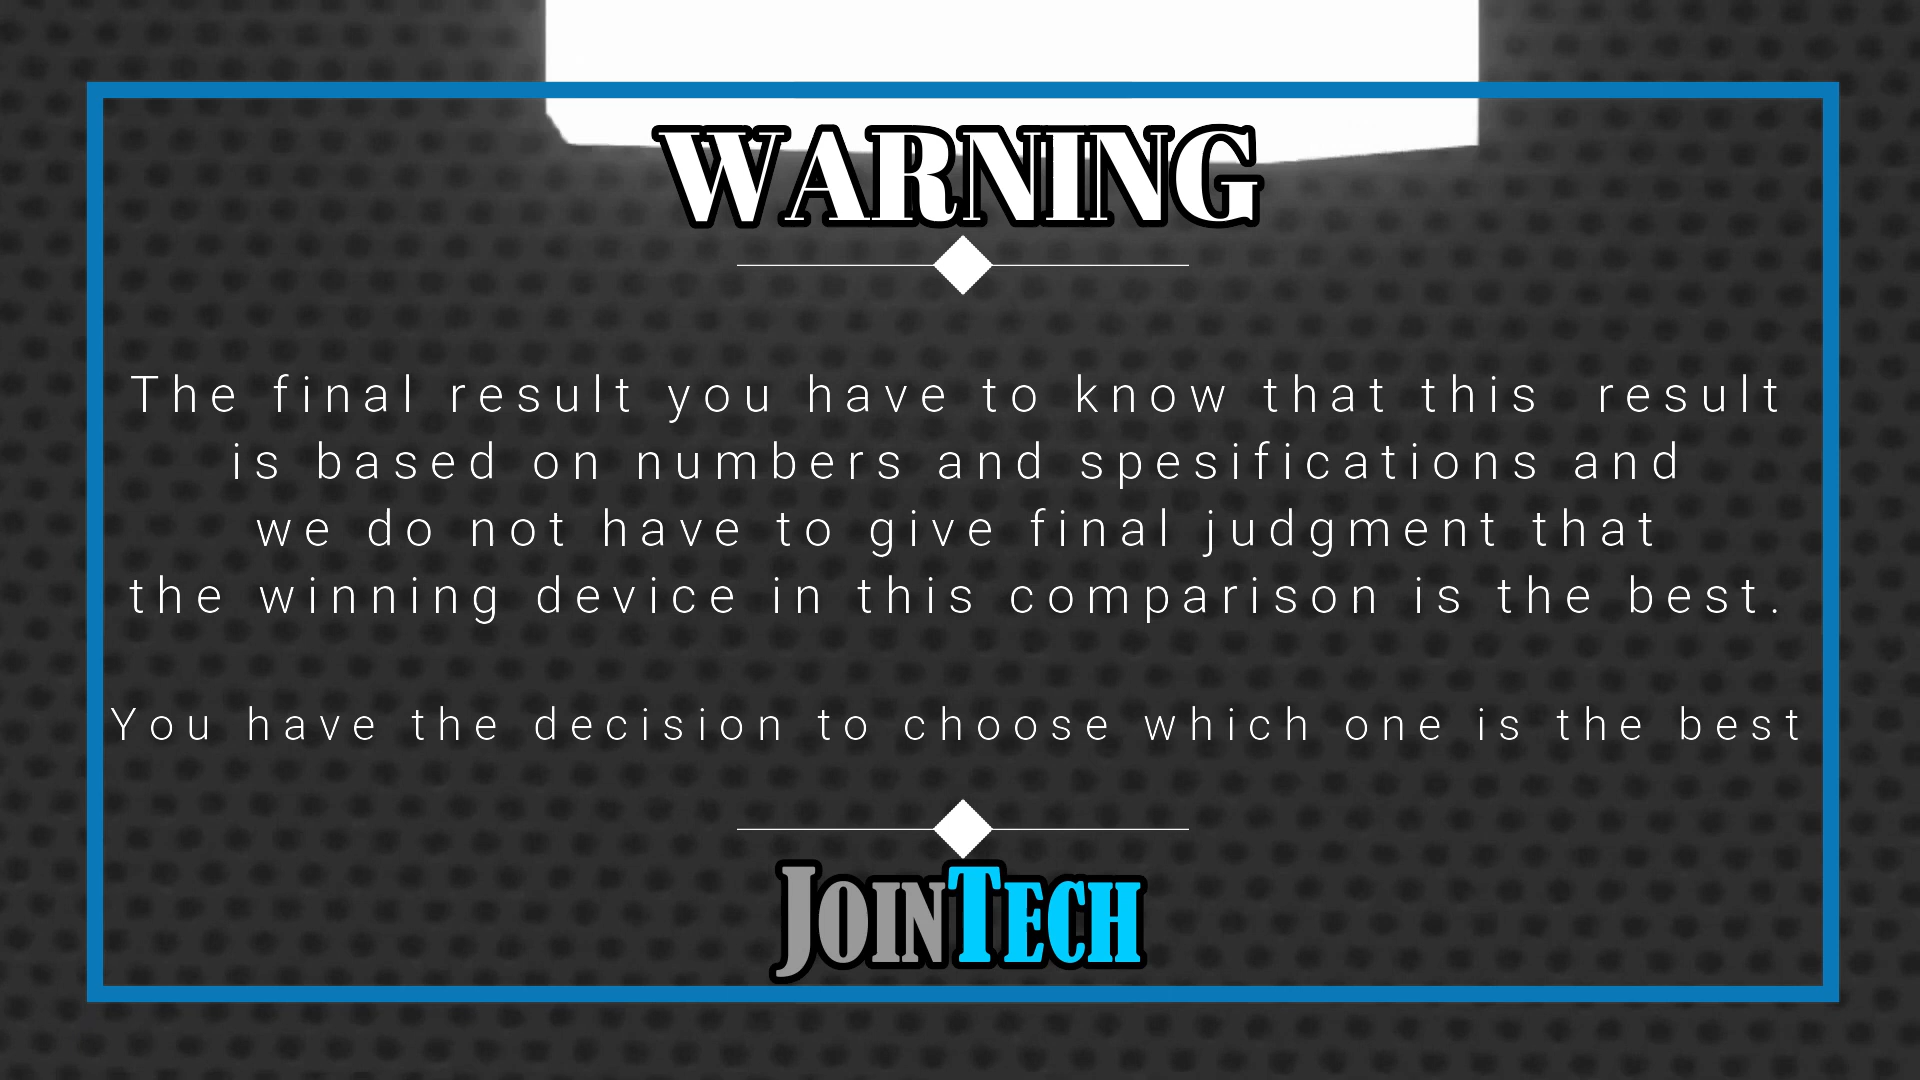 WARNING
The final result you have to know that this  result
is based on numbers and spesifications and
we do not have to give final judgment that
the winning device in this comparison is the best.
You have the decision to choose which one is the best
JOINTECH